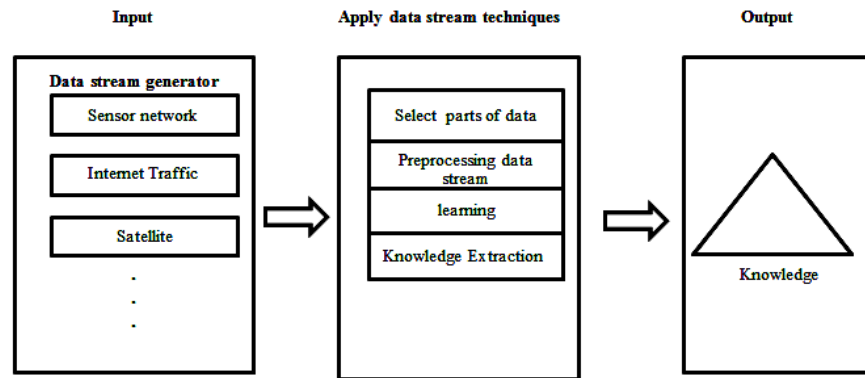 Input
Apply data stream techniques
Output
Data stream generator
Sensor network
Internet Traffic
Satellite
.
.
.
Select parts of data
Preprocessing data
stream
learning
Knowledge Extraction
Knowledge